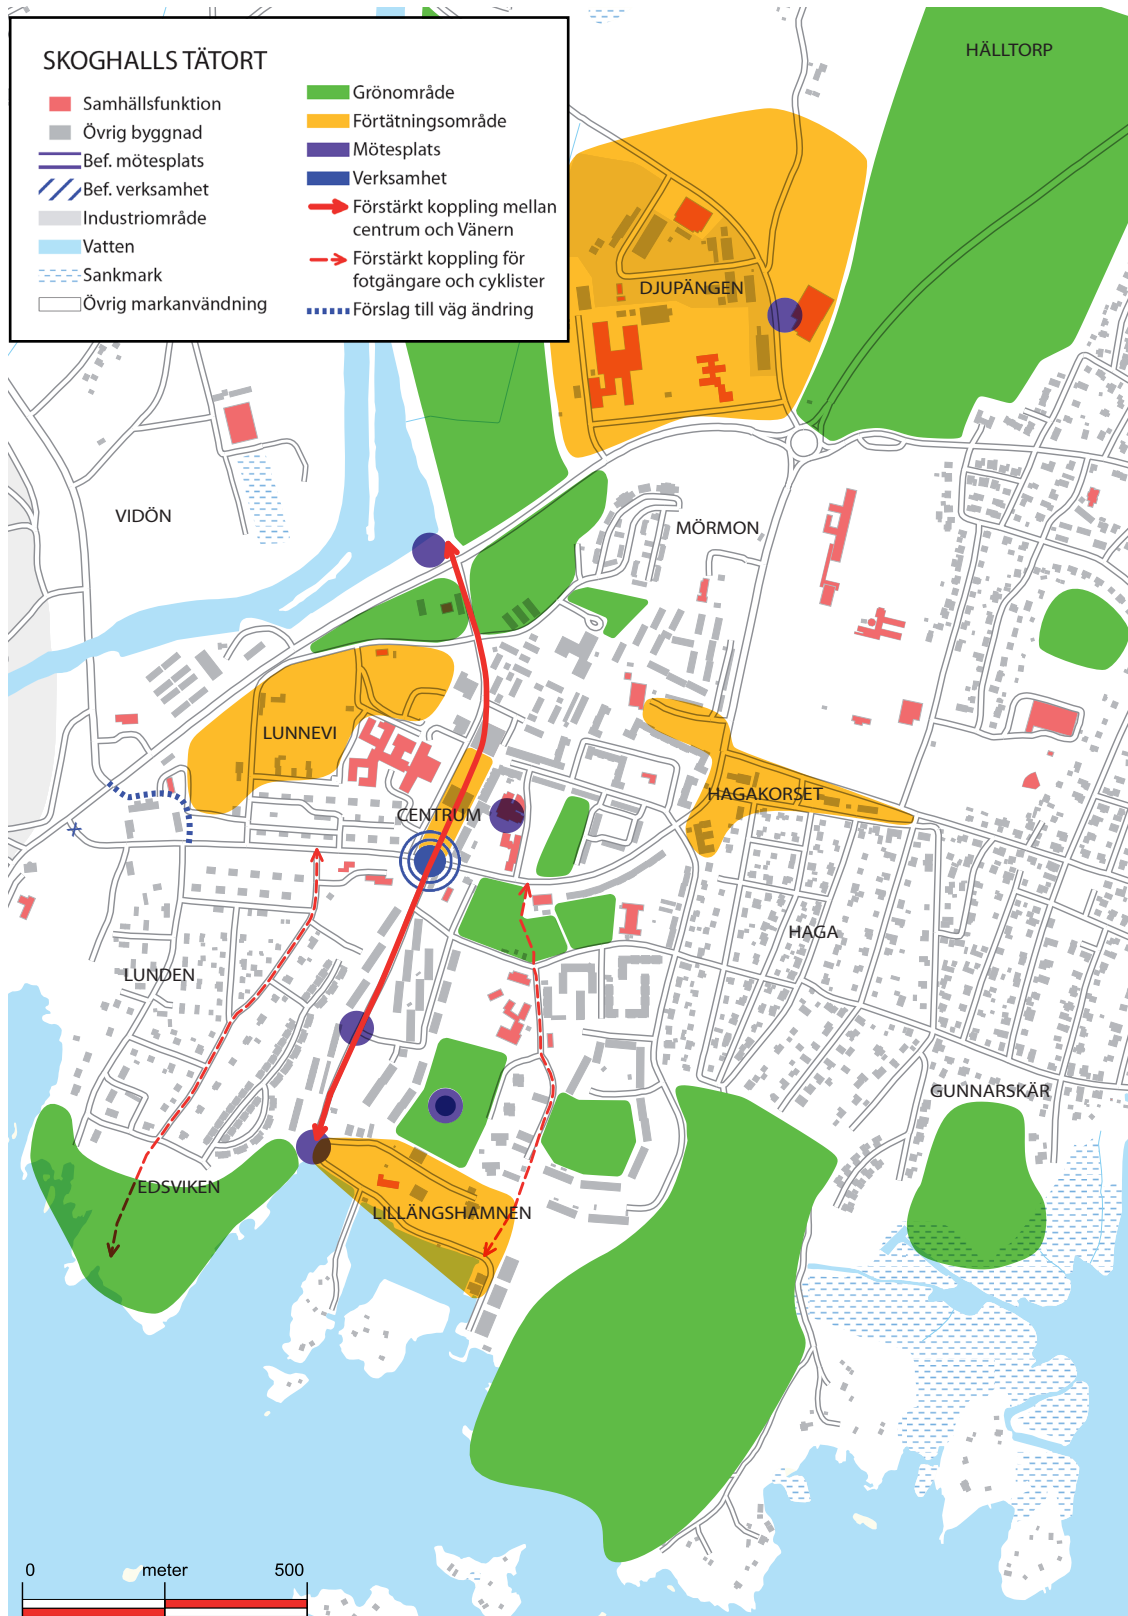 SKOGHALLS TÄTORT
Samhällsfunktion
Övrig byggnad
Bef. mötesplats
Bef. verksamhet
Industriområde
Vatten
Sankmark
Övrig markanvändning
Grönområde
Förtätningsområde
Mötesplats
Verksamhet
Förstärkt koppling mellan
centrum och Vänern
Förstärkt koppling för
fotgängare och cyklister
Förslag till väg ändring
HÄLLTORP
DJUPÄNGEN
VIDÖN
MÖRMON
LUNNEVI
HAGAKORSET
CENTRUM
HAGA
LUNDEN
GUNNARSKÄR
EDSVIKEN
LILLÄNGSHAMNEN
0 meter 500